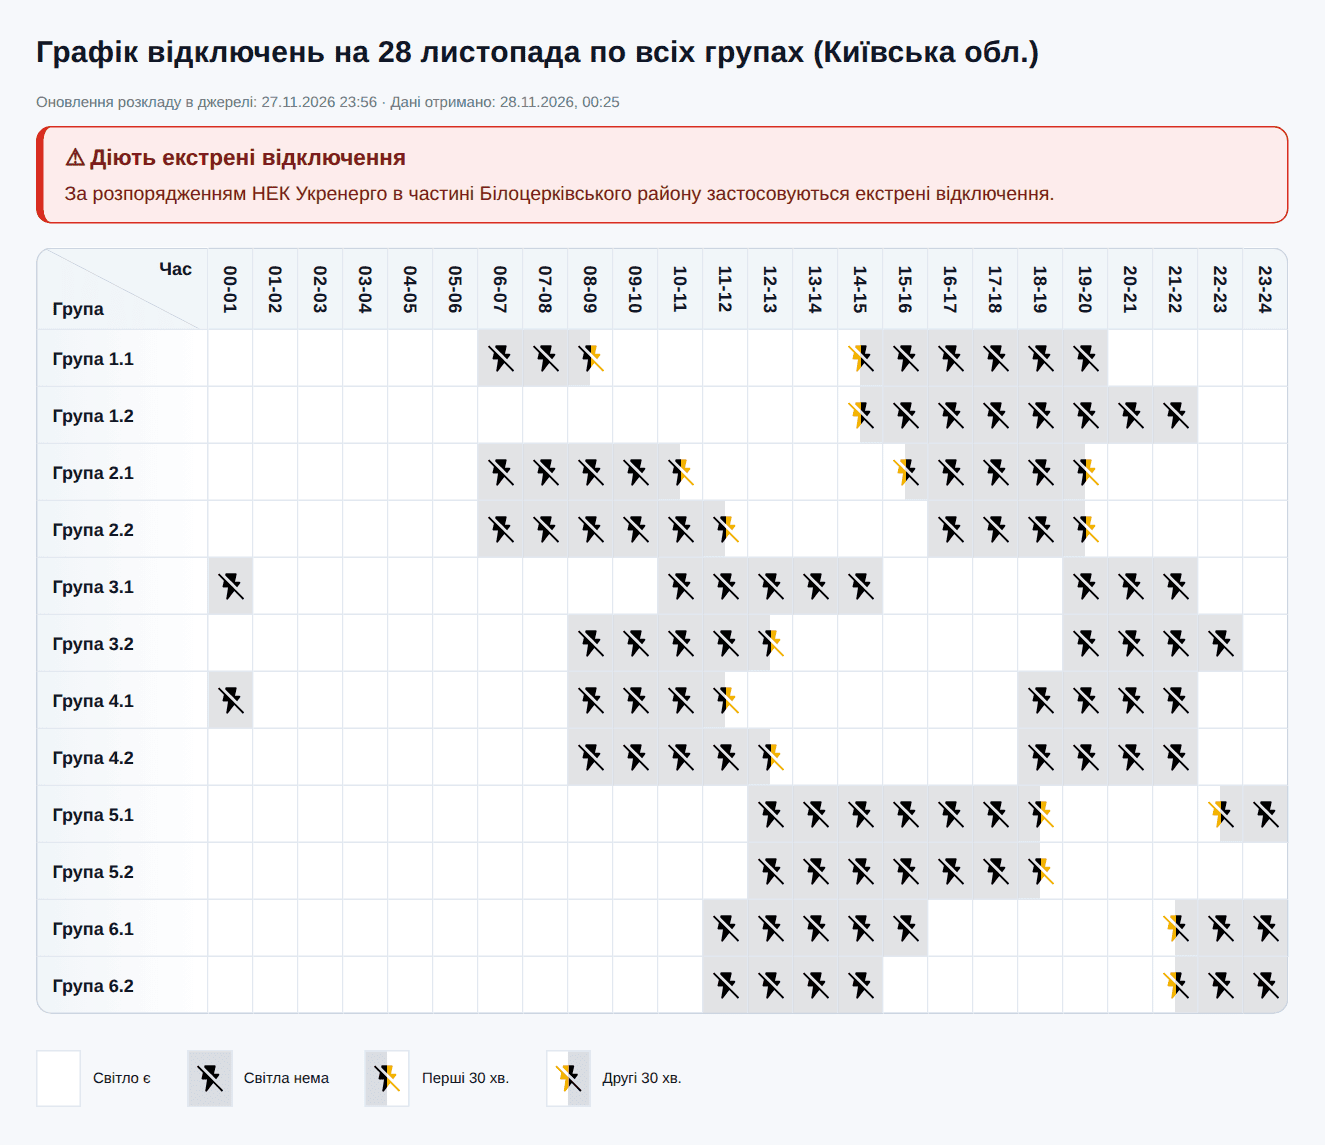 Графік відключень на 28 листопада по всіх групах (Київська обл.)
Оновлення розкладу в джерелі: 27.11.2026 23:56 · Дані отримано: 28.11.2026, 00:25
⚠ Діють екстрені відключення
За розпорядженням НЕК Укренерго в частині Білоцерківського району застосовуються екстрені відключення.
Час
Група
00-01 01-02 02-03 03-04 04-05 05-06 06-07 07-08 08-09 09-10 10-11 11-12 12-13 13-14 14-15 15-16 16-17 17-18 18-19 19-20 20-21 21-22 22-23 23-24
Група 1.1
Група 1.2
Група 2.1
Група 2.2
Група 3.1
Група 3.2
Група 4.1
Група 4.2
Група 5.1
Група 5.2
Група 6.1
Група 6.2
Світло є Світла нема Перші 30 хв. Другі 30 хв.